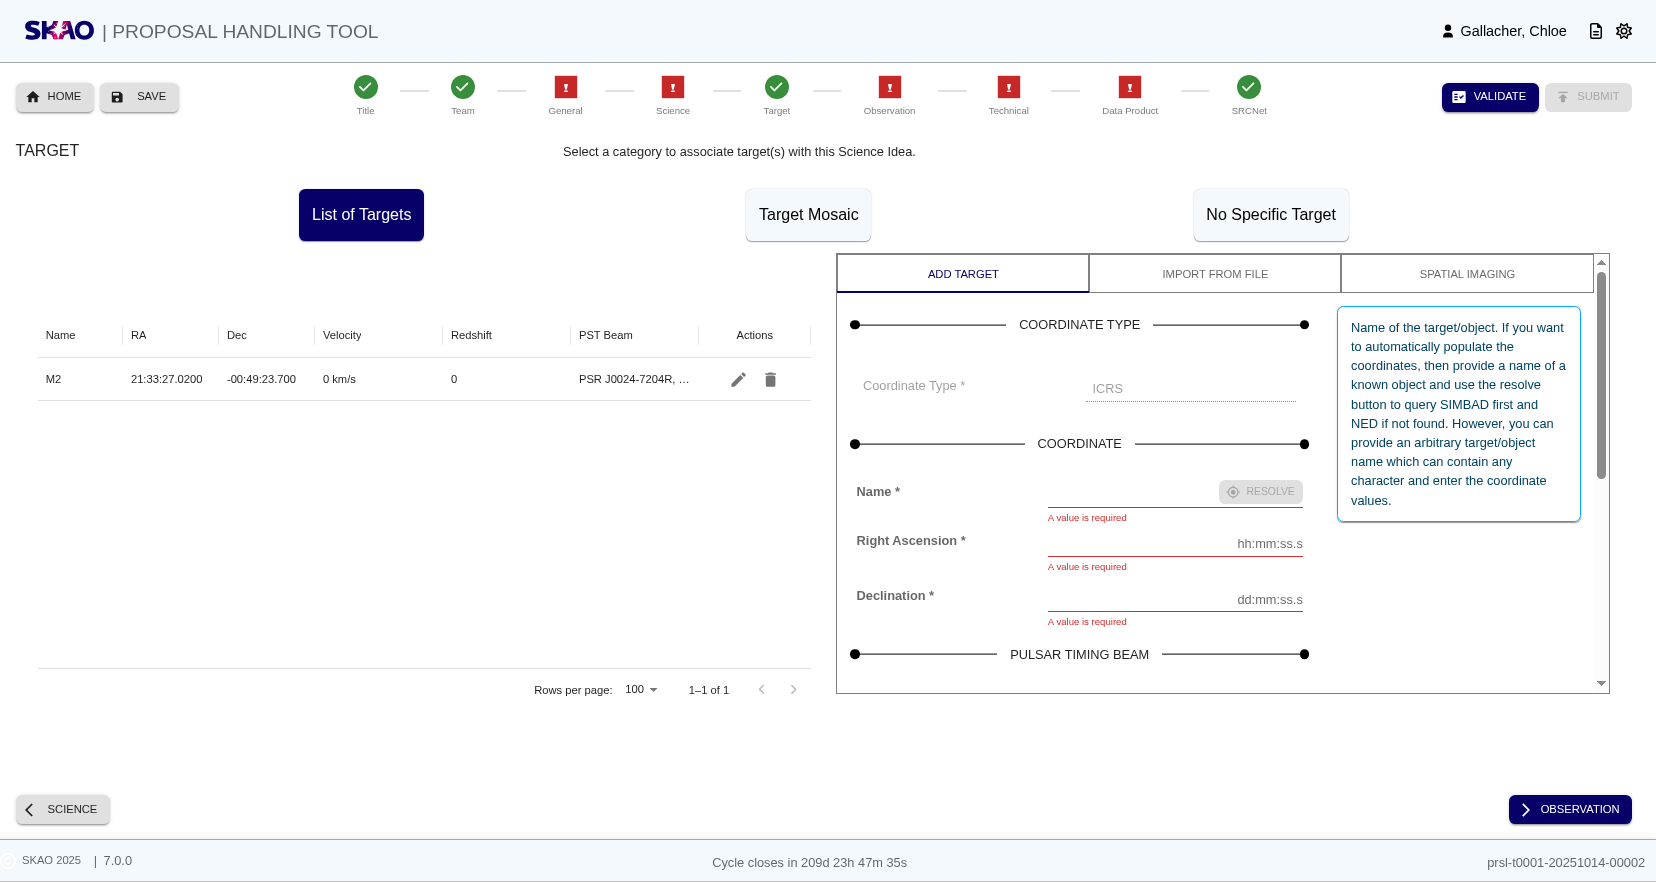 SKAO | PROPOSAL HANDLING TOOL
Gallacher, Chloe
HOME
SAVE
Title
Team
General
Science
Target
Observation
Technical
Data Product
SRCNet
VALIDATE
SUBMIT
TARGET
Select a category to associate target(s) with this Science Idea.
List of Targets
Target Mosaic
No Specific Target
Name RA Dec Velocity Redshift PST Beam Actions
M2 21:33:27.0200 -00:49:23.700 0 km/s 0 PSR J0024-7204R, …
Rows per page: 100 1–1 of 1
ADD TARGET
IMPORT FROM FILE
SPATIAL IMAGING
COORDINATE TYPE
Coordinate Type * ICRS
COORDINATE
Name * RESOLVE
A value is required
Right Ascension * hh:mm:ss.s
A value is required
Declination * dd:mm:ss.s
A value is required
PULSAR TIMING BEAM
Name of the target/object. If you want
to automatically populate the
coordinates, then provide a name of a
known object and use the resolve
button to query SIMBAD first and
NED if not found. However, you can
provide an arbitrary target/object
name which can contain any
character and enter the coordinate
values.
SCIENCE
OBSERVATION
SKAO 2025 | 7.0.0
Cycle closes in 209d 23h 47m 35s
prsl-t0001-20251014-00002